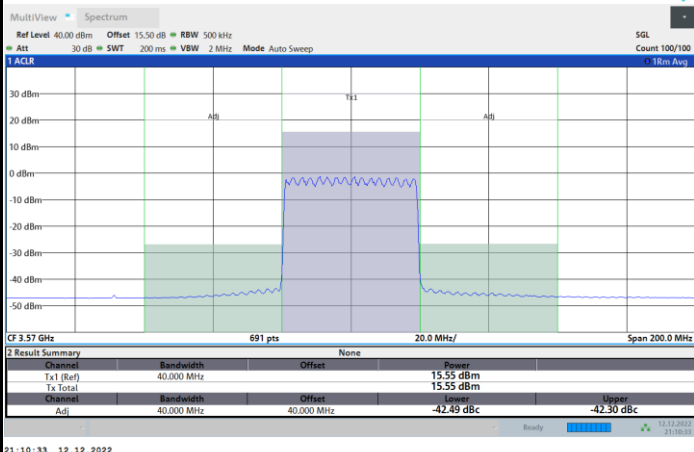 MultiView Spectrum
Ref Level 40.00 dBm Offset 15.50 dB RBW 500 kHz SGL
Att 30 dB SWT 200 ms VBW 2 MHz Mode Auto Sweep Count 100/100
1 ACLR 1Rm Avg
30 dBm
Tx1
20 dBm
Adj Adj
10 dBm
0 dBm
-10 dBm
-20 dBm
-30 dBm
-40 dBm
-50 dBm
CF 3.57 GHz 691 pts 20.0 MHz/ Span 200.0 MHz
2 Result Summary None
Channel Bandwidth Offset Power
Tx1 (Ref) 40.000 MHz 15.55 dBm
Tx Total 15.55 dBm
Channel Bandwidth Offset Lower Upper
Adj 40.000 MHz 40.000 MHz -42.49 dBc -42.30 dBc
Ready 12.12.2022
21:10:33
21:10:33 12.12.2022